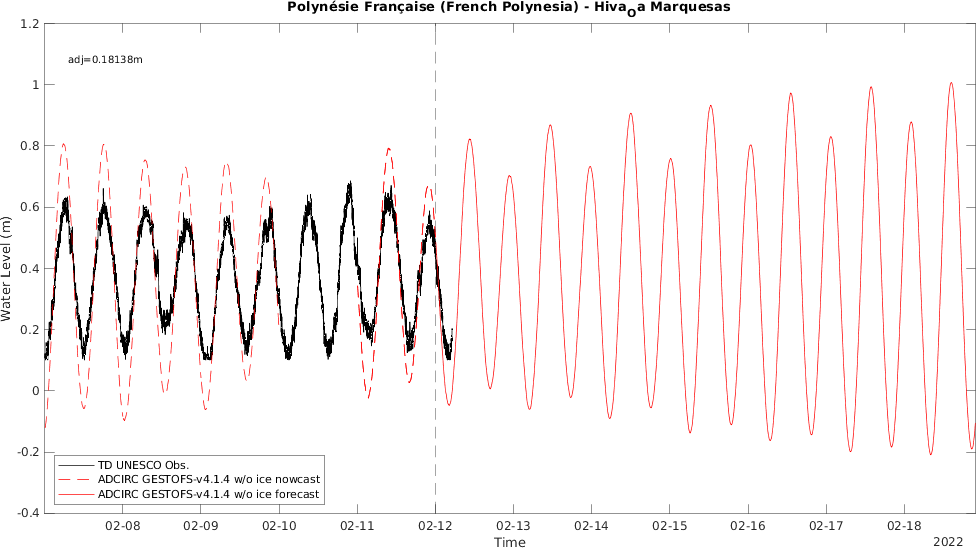 Polynésie Française (French Polynesia) - Hiva_Oa Marquesas
adj=0.18138m
Water Level (m)
1.2
1
0.8
0.6
0.4
0.2
0
-0.2
-0.4
TD UNESCO Obs.
ADCIRC GESTOFS-v4.1.4 w/o ice nowcast
ADCIRC GESTOFS-v4.1.4 w/o ice forecast
02-08 02-09 02-10 02-11 02-12 02-13 02-14 02-15 02-16 02-17 02-18
Time
2022